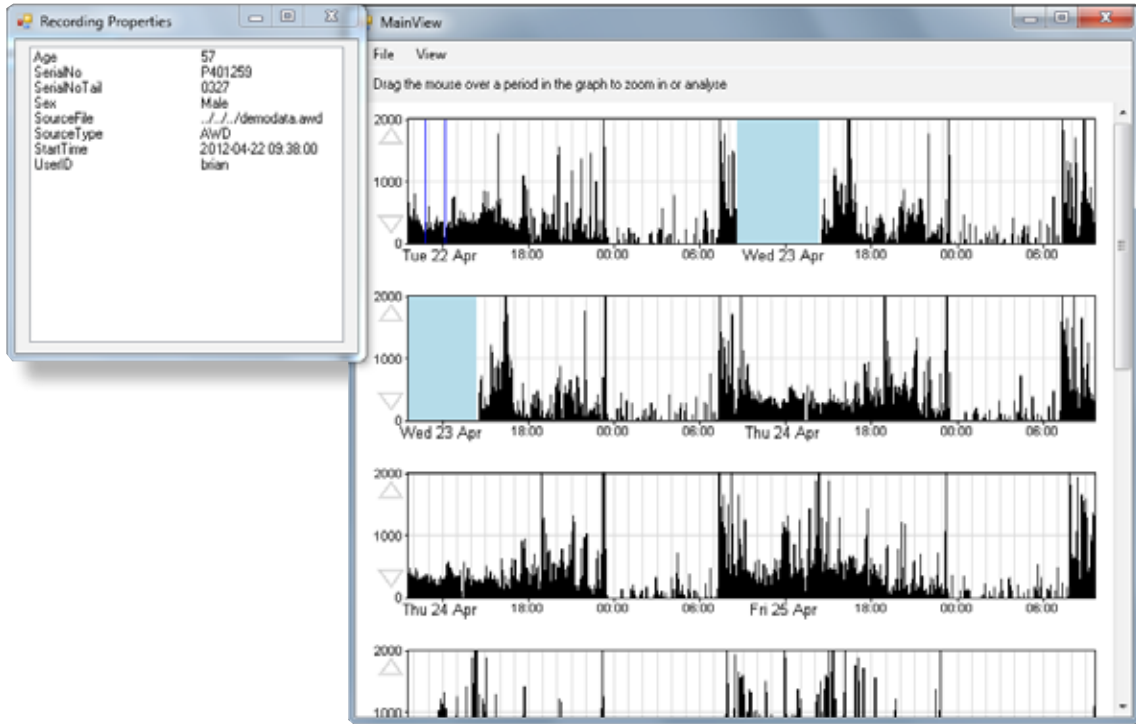 Recording Properties
Age 57
SerialNo P401259
SerialNoTail 0327
Sex Male
SourceFile ../../../demodata.awd
SourceType AWD
StartTime 2012-04-22 09:38:00
UserID brian
MainView
File View
Drag the mouse over a period in the graph to zoom in or analyse
2000
1000
0
Tue 22 Apr 18:00 00:00 06:00 Wed 23 Apr 18:00 00:00 06:00
2000
1000
0
Wed 23 Apr 18:00 00:00 06:00 Thu 24 Apr 18:00 00:00 06:00
2000
1000
0
Thu 24 Apr 18:00 00:00 06:00 Fri 25 Apr 18:00 00:00 06:00
2000
1000